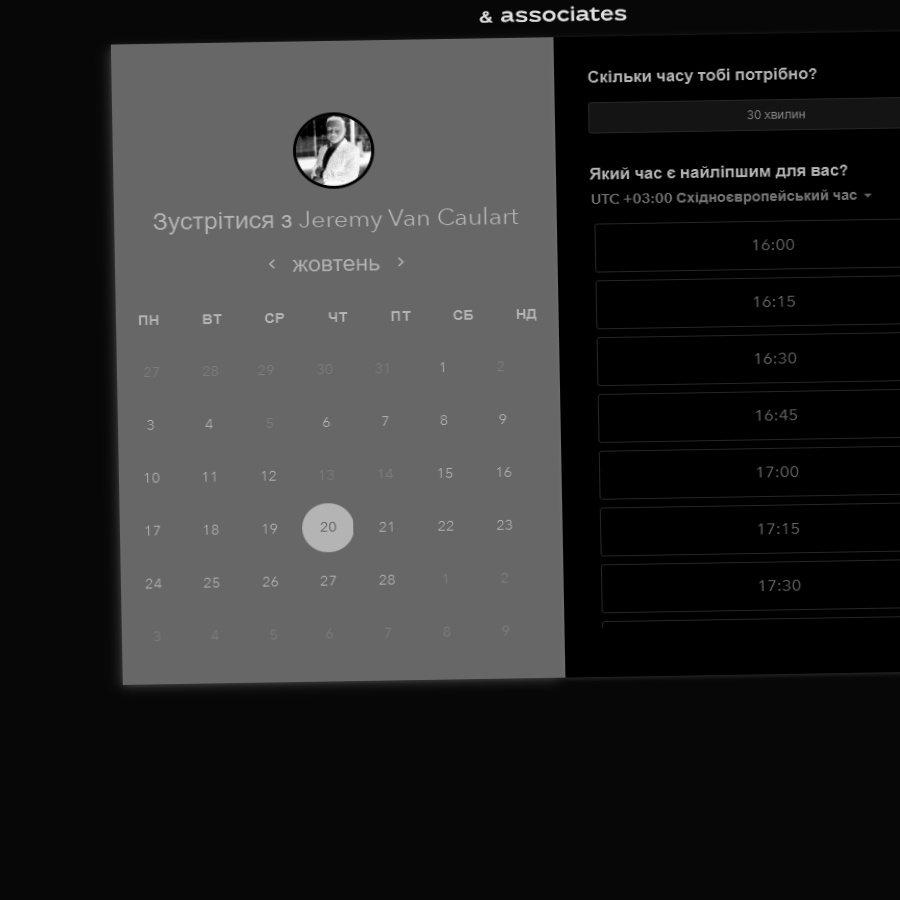 & associates
Зустрітися з Jeremy Van Caulart
‹ жовтень ›
ПН ВТ СР ЧТ ПТ СБ НД
27 28 29 30 31 1 2
3 4 5 6 7 8 9
10 11 12 13 14 15 16
17 18 19 20 21 22 23
24 25 26 27 28 1 2
3 4 5 6 7 8 9
Скільки часу тобі потрібно?
30 хвилин
Який час є найліпшим для вас?
UTC +03:00 Східноєвропейський час
16:00
16:15
16:30
16:45
17:00
17:15
17:30